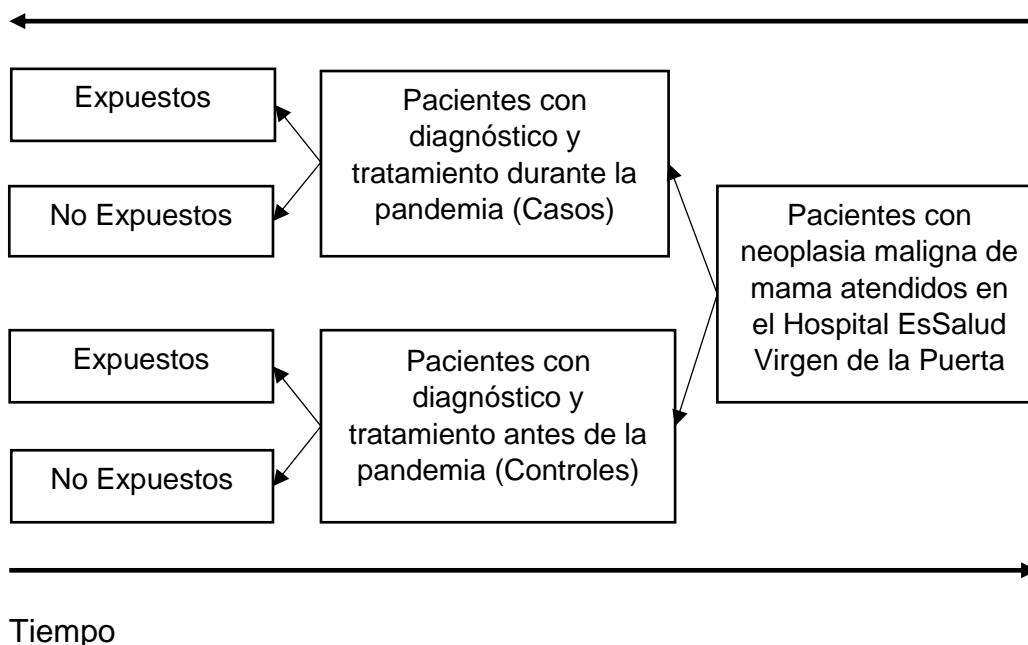 Expuestos
No Expuestos
Pacientes con
diagnóstico y
tratamiento durante la
pandemia (Casos)
Pacientes con
neoplasia maligna de
mama atendidos en
el Hospital EsSalud
Virgen de la Puerta
Expuestos
No Expuestos
Pacientes con
diagnóstico y
tratamiento antes de la
pandemia (Controles)
Tiempo